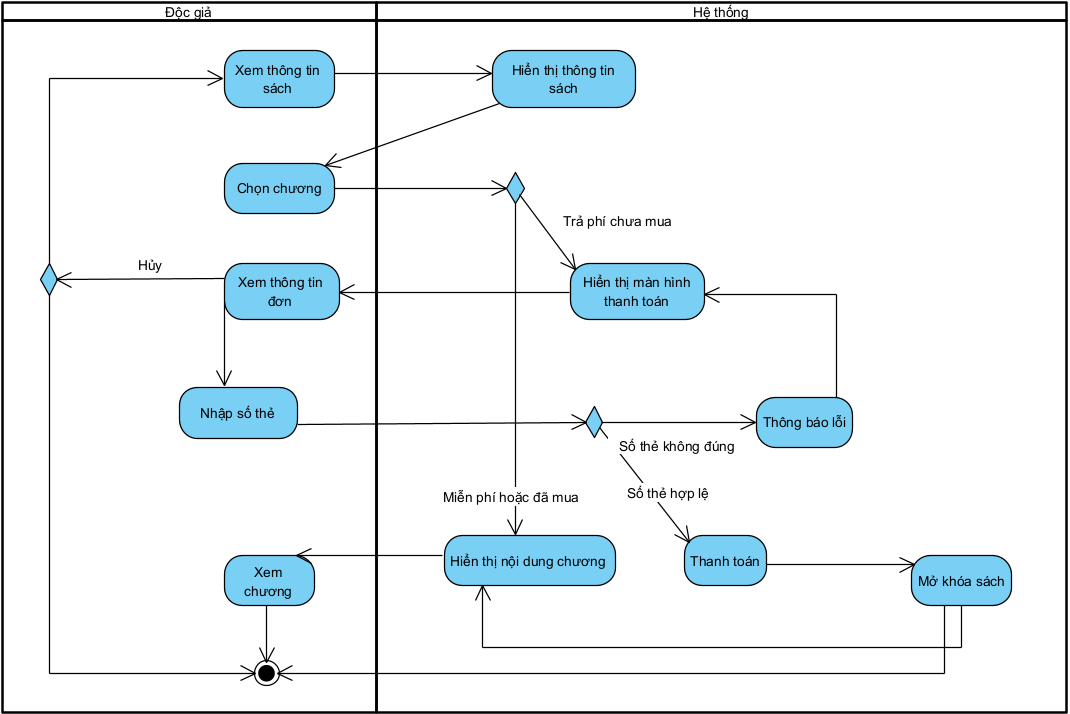 Độc giả
Hệ thống
Xem thông tin
sách
Hiển thị thông tin
sách
Chọn chương
Trả phí chưa mua
Hủy
Xem thông tin
đơn
Hiển thị màn hình
thanh toán
Nhập số thẻ
Thông báo lỗi
Số thẻ không đúng
Số thẻ hợp lệ
Miễn phí hoặc đã mua
Hiển thị nội dung chương
Thanh toán
Xem
chương
Mở khóa sách